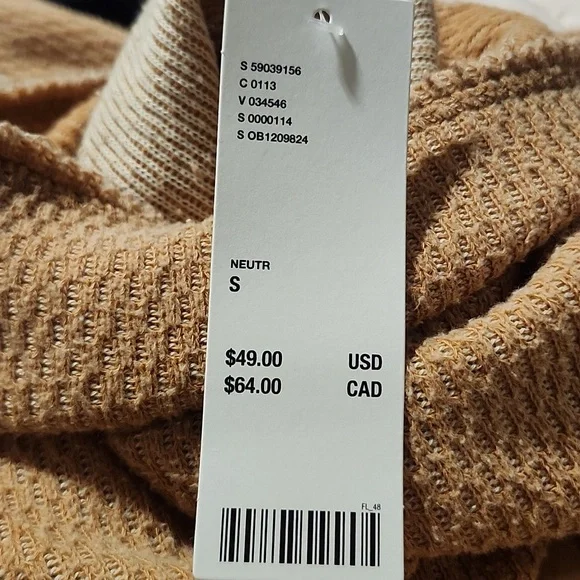 S 59039156
C 0113
V 034546
S 0000114
S OB1209824
NEUTR
S
$49.00 USD
$64.00 CAD
FL_48